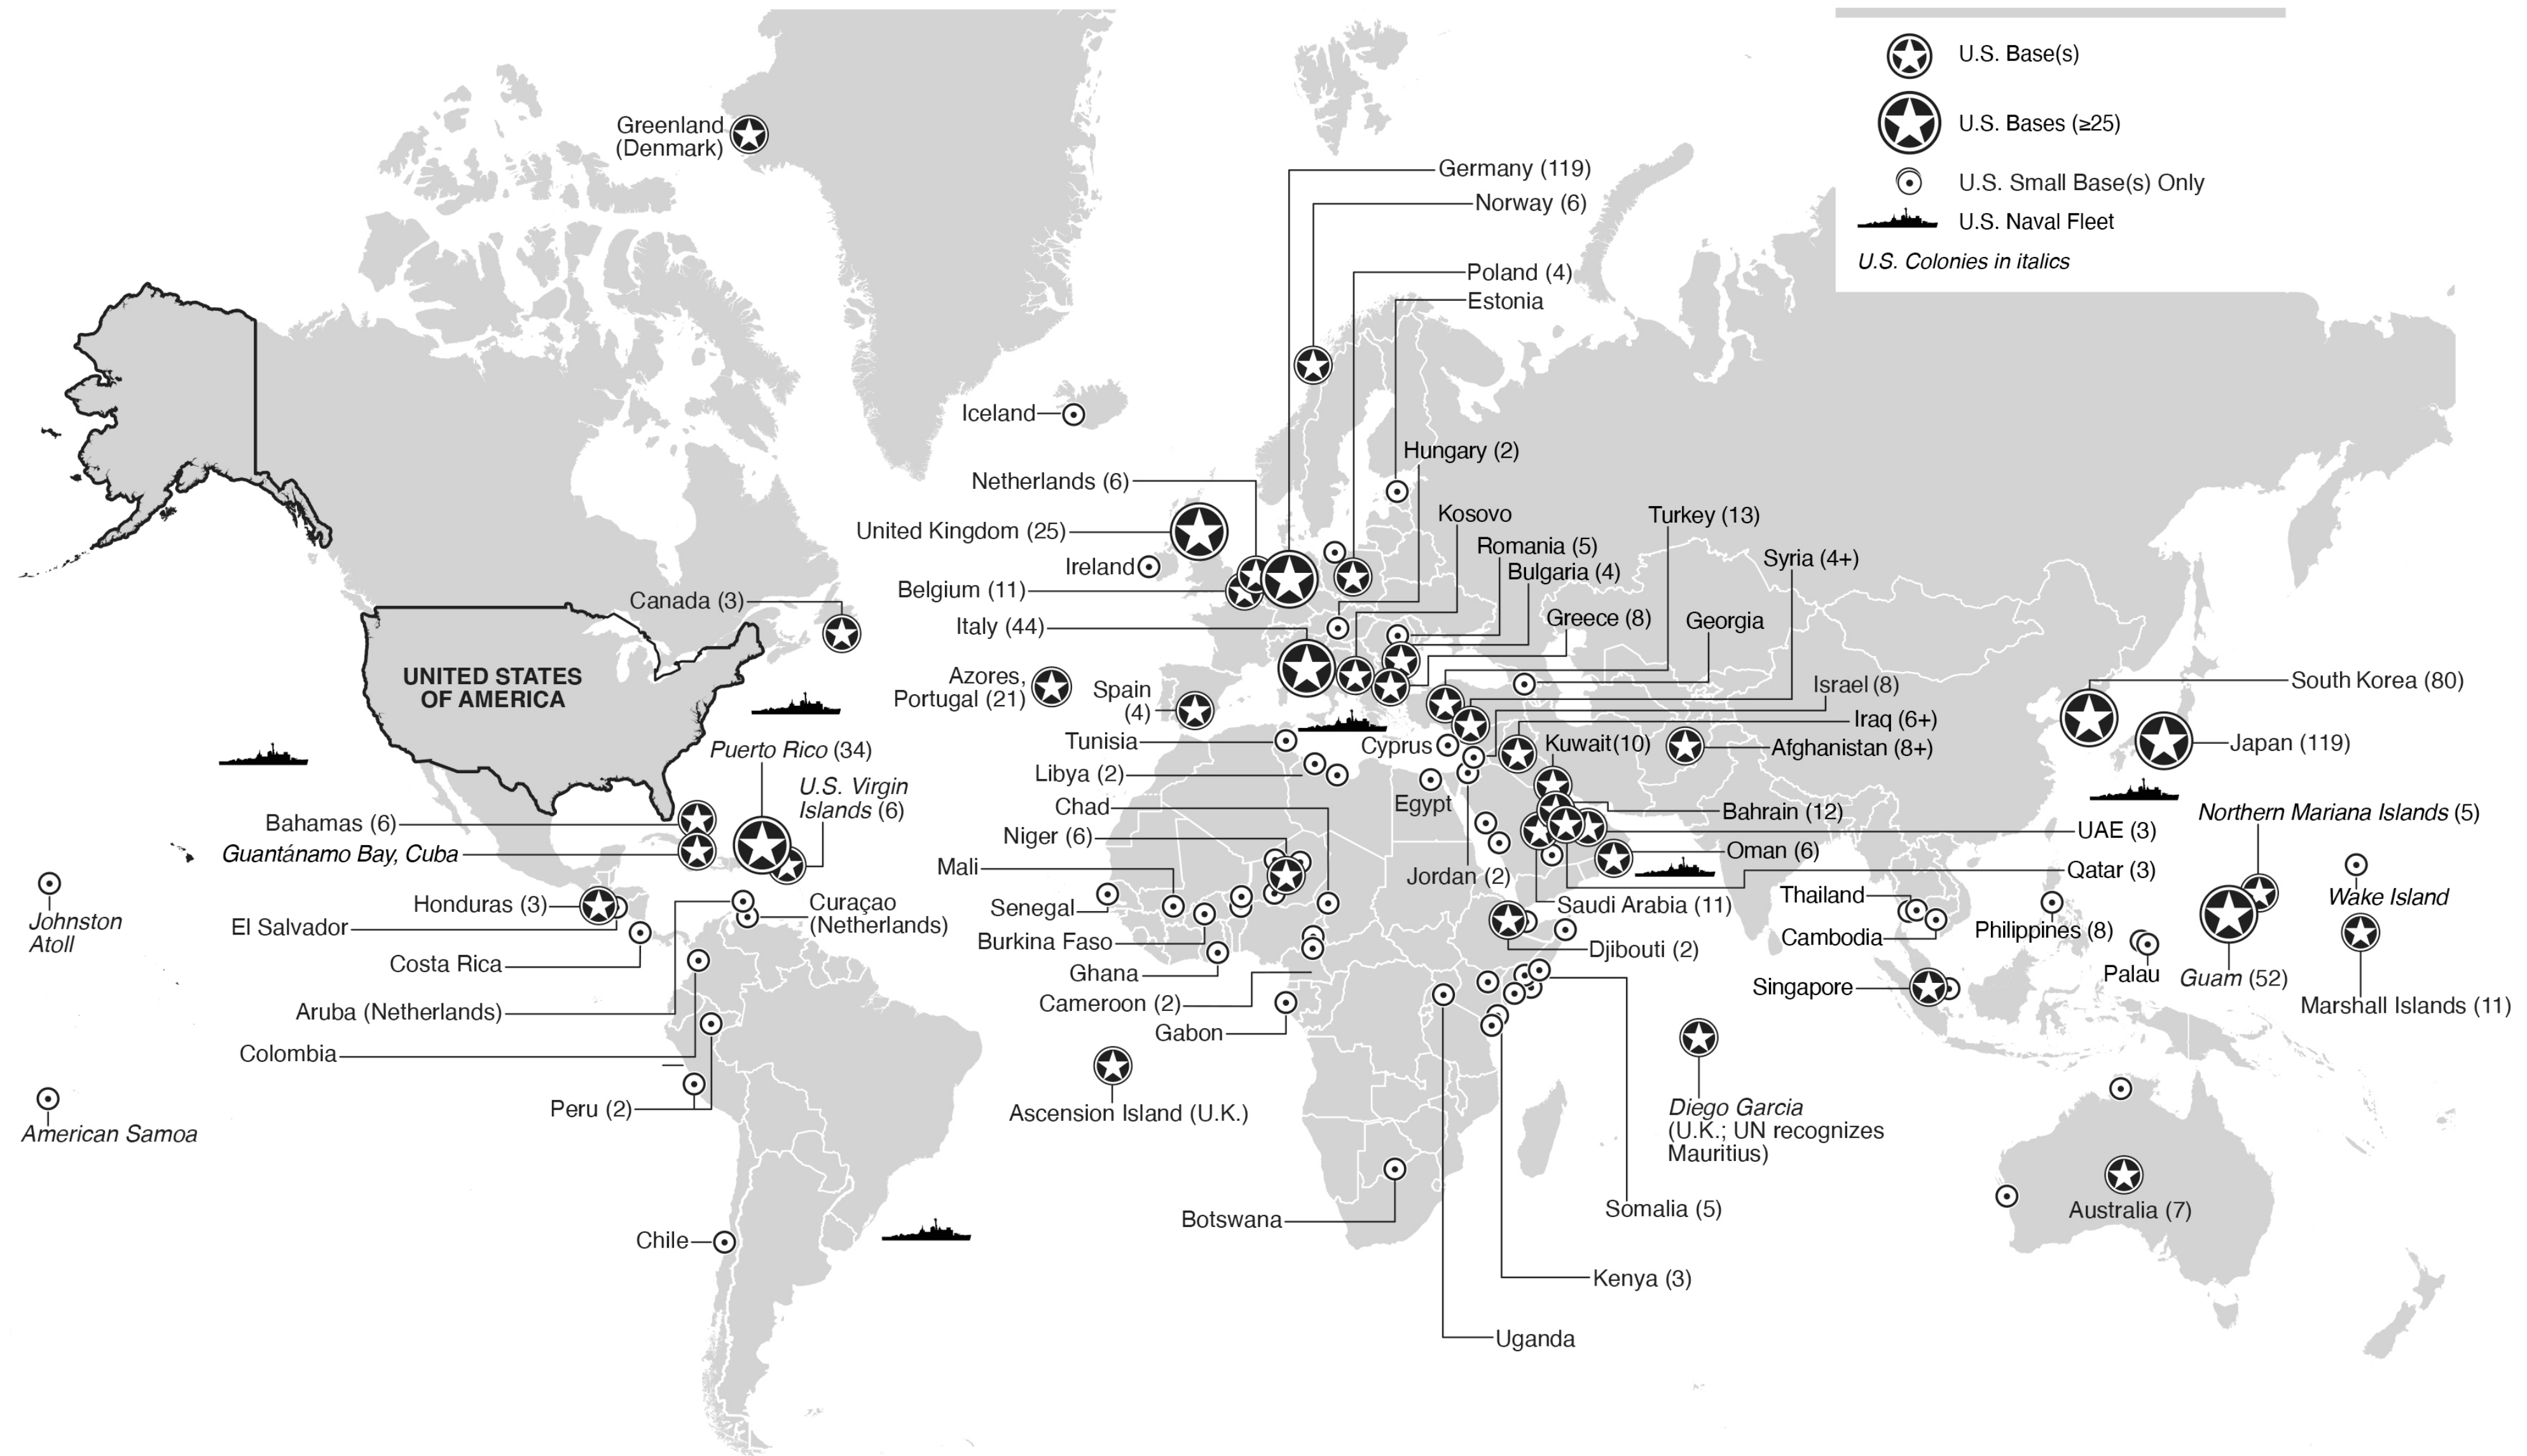 U.S. Base(s)
U.S. Bases (≥25)
U.S. Small Base(s) Only
U.S. Naval Fleet
U.S. Colonies in italics
Greenland
(Denmark)
Germany (119)
Norway (6)
Poland (4)
Estonia
Iceland
Hungary (2)
Netherlands (6)
Kosovo
Turkey (13)
United Kingdom (25)
Romania (5)
Syria (4+)
Ireland
Bulgaria (4)
Belgium (11)
Canada (3)
Greece (8)
Georgia
Italy (44)
UNITED STATES
OF AMERICA
Azores,
Portugal (21)
Spain
(4)
Israel (8)
South Korea (80)
Iraq (6+)
Tunisia
Cyprus
Kuwait(10)
Afghanistan (8+)
Japan (119)
Puerto Rico (34)
Libya (2)
U.S. Virgin
Islands (6)
Chad
Egypt
Bahrain (12)
Northern Mariana Islands (5)
Bahamas (6)
Niger (6)
UAE (3)
Guantánamo Bay, Cuba
Oman (6)
Mali
Jordan (2)
Qatar (3)
Thailand
Wake Island
Honduras (3)
Curaçao
(Netherlands)
Senegal
Saudi Arabia (11)
Johnston
Atoll
El Salvador
Burkina Faso
Djibouti (2)
Cambodia
Philippines (8)
Costa Rica
Ghana
Palau
Guam (52)
Singapore
Cameroon (2)
Marshall Islands (11)
Aruba (Netherlands)
Gabon
Colombia
Peru (2)
Ascension Island (U.K.)
Diego Garcia
(U.K.; UN recognizes
Mauritius)
American Samoa
Somalia (5)
Australia (7)
Botswana
Chile
Kenya (3)
Uganda